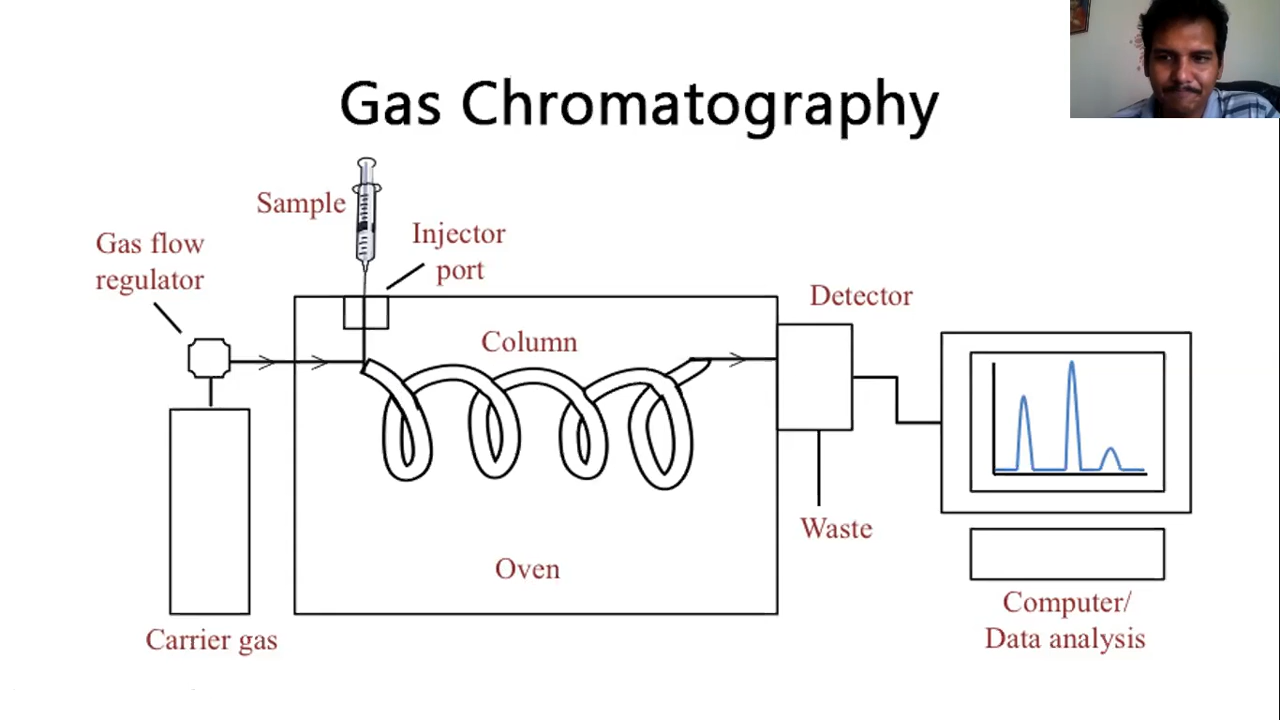 Gas Chromatography
Sample
Gas flow
regulator
Injector
port
Detector
Column
Waste
Oven
Carrier gas
Computer/
Data analysis